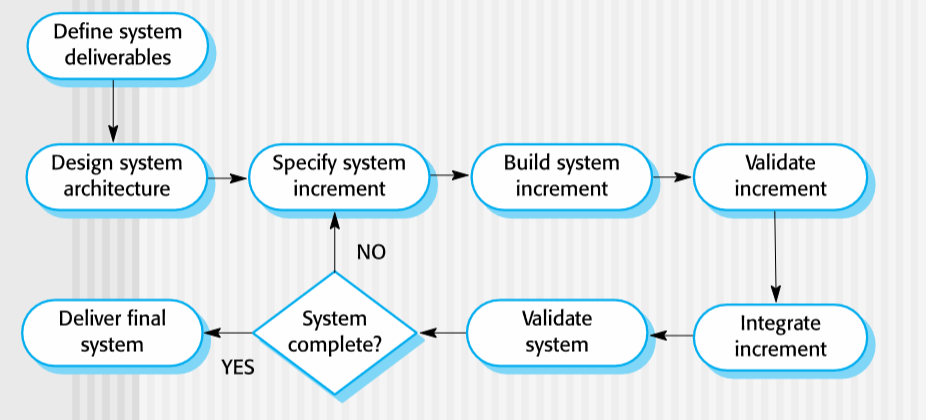 Define system
deliverables
Design system
architecture
Specify system
increment
Build system
increment
Validate
increment
NO
Deliver final
system
YES
System
complete?
Validate
system
Integrate
increment